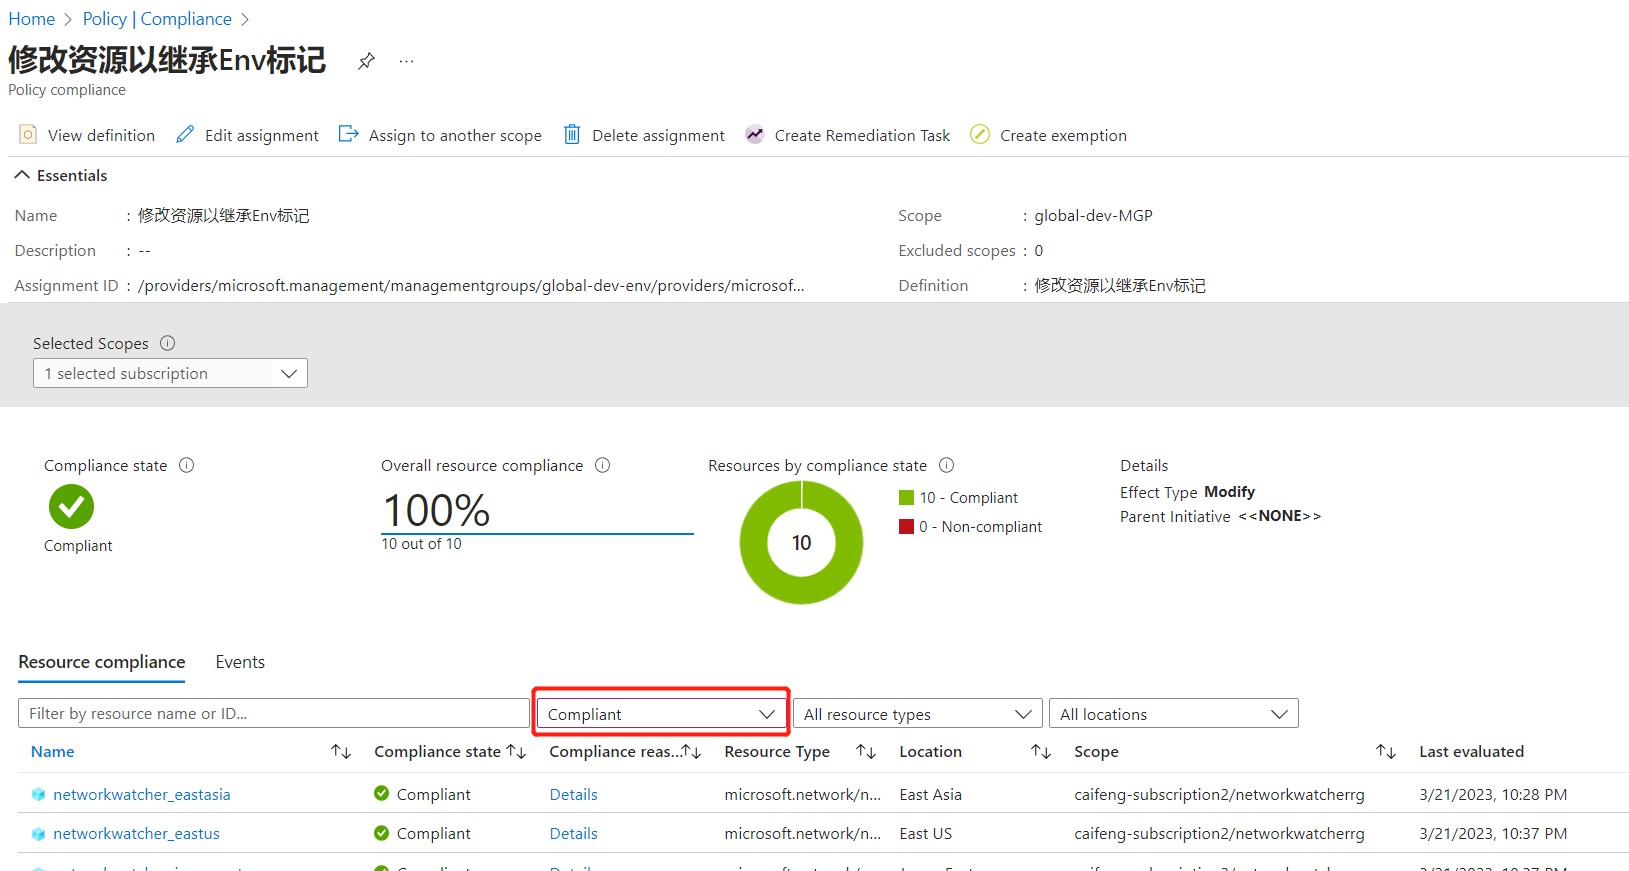 Home > Policy | Compliance >
修改资源以继承Env标记 ...
Policy compliance
View definition Edit assignment Assign to another scope Delete assignment Create Remediation Task Create exemption
Essentials
Name : 修改资源以继承Env标记 Scope : global-dev-MGP
Description : -- Excluded scopes : 0
Assignment ID : /providers/microsoft.management/managementgroups/global-dev-env/providers/microsof... Definition : 修改资源以继承Env标记
Selected Scopes
1 selected subscription
Compliance state
Compliant
Overall resource compliance
100%
10 out of 10
Resources by compliance state
10
10 - Compliant
0 - Non-compliant
Details
Effect Type Modify
Parent Initiative <<NONE>>
Resource compliance Events
Filter by resource name or ID... Compliant All resource types All locations
Name Compliance state Compliance reas... Resource Type Location Scope Last evaluated
networkwatcher_eastasia Compliant Details microsoft.network/n... East Asia caifeng-subscription2/networkwatcherrg 3/21/2023, 10:28 PM
networkwatcher_eastus Compliant Details microsoft.network/n... East US caifeng-subscription2/networkwatcherrg 3/21/2023, 10:37 PM